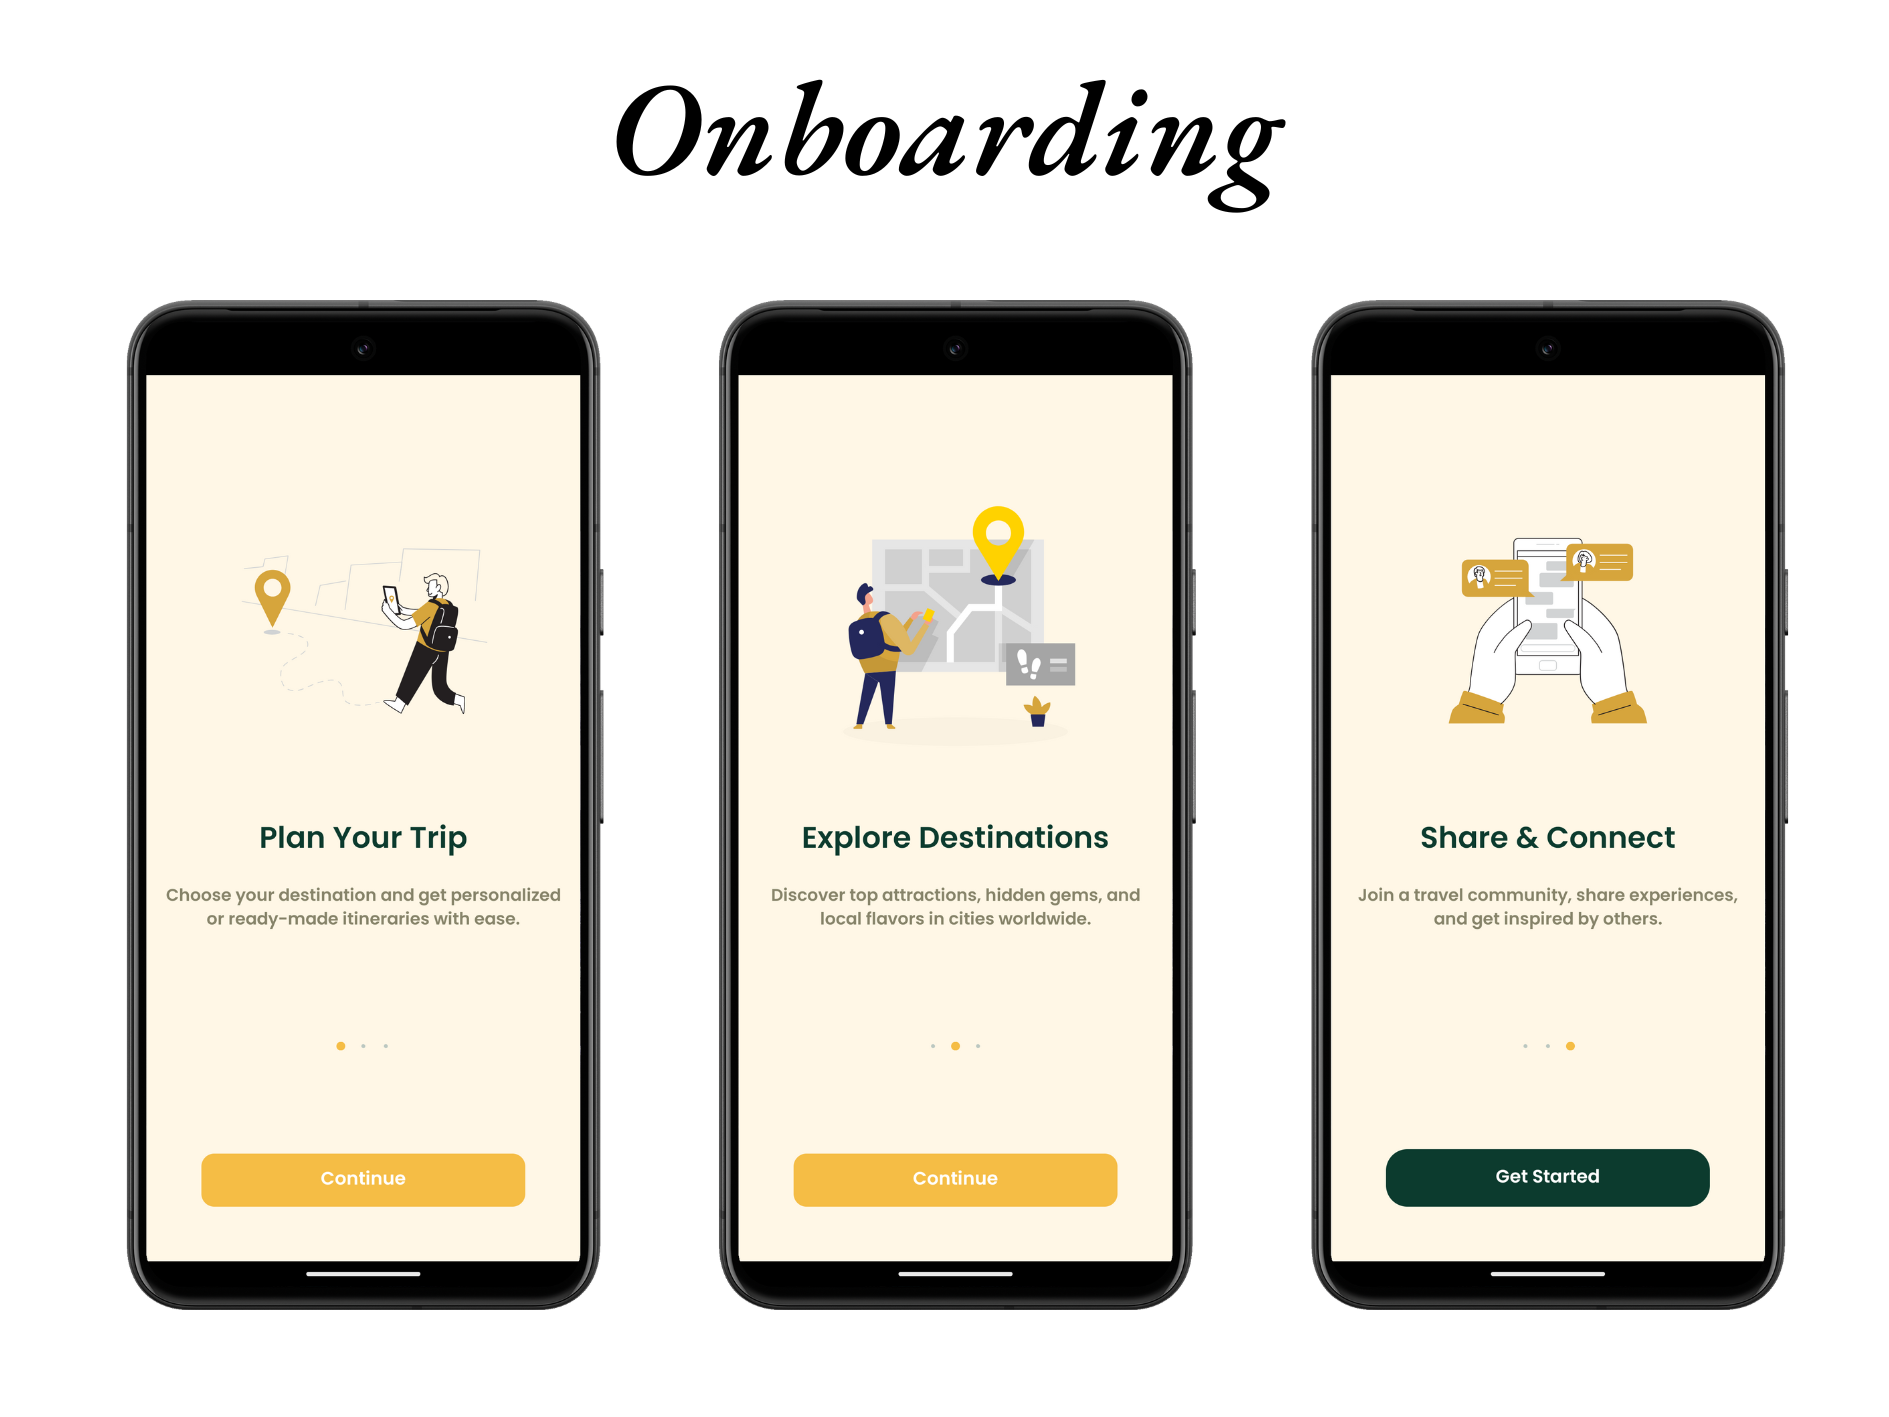 Onboarding
Plan Your Trip
Choose your destination and get personalized
or ready-made itineraries with ease.
Continue
Explore Destinations
Discover top attractions, hidden gems, and
local flavors in cities worldwide.
Continue
Share & Connect
Join a travel community, share experiences,
and get inspired by others.
Get Started